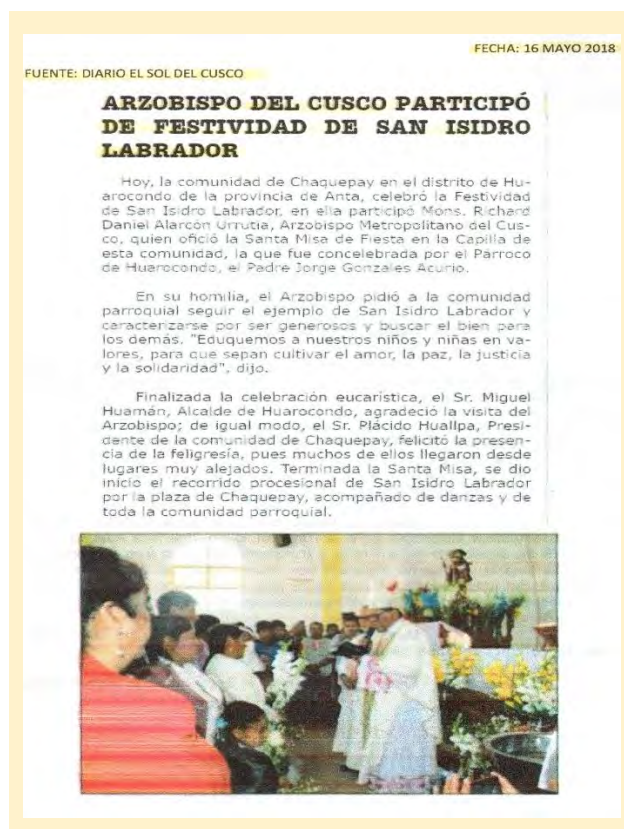 FECHA: 16 MAYO 2018
FUENTE: DIARIO EL SOL DEL CUSCO
ARZOBISPO DEL CUSCO PARTICIPÓ
DE FESTIVIDAD DE SAN ISIDRO
LABRADOR
Hoy, la comunidad de Chaquepay en el distrito de Hu-
arocondo de la provincia de Anta, celebró la Festividad
de San Isidro Labrador, en ella participó Mons. Richard
Daniel Alarcón Urrutia, Arzobispo Metropolitano del Cus-
co, quien ofició la Santa Misa de Fiesta en la Capilla de
esta comunidad, la que fue concelebrada por el Párroco
de Huarocondo, el Padre Jorge Gonzales Acurio.
En su homilia, el Arzobispo pidió a la comunidad
parroquial seguir el ejemplo de San Isidro Labrador y
caracterizarse por ser generosos y buscar el bien para
los demás. "Eduquemos a nuestros niños y niñas en va-
lores, para que sepan cultivar el amor, la paz, la justicia
y la solidaridad", dijo.
Finalizada la celebración eucarística, el Sr. Miguel
Huamán, Alcalde de Huarocondo, agradeció la visita del
Arzobispo; de igual modo, el Sr. Plácido Huallpa, Presi-
dente de la comunidad de Chaquepay, felicitó la presen-
cia de la feligresía, pues muchos de ellos llegaron desde
lugares muy alejados. Terminada la Santa Misa, se dio
inicio el recorrido procesional de San Isidro Labrador
por la plaza de Chaquepay, acompañado de danzas y de
toda la comunidad parroquial.